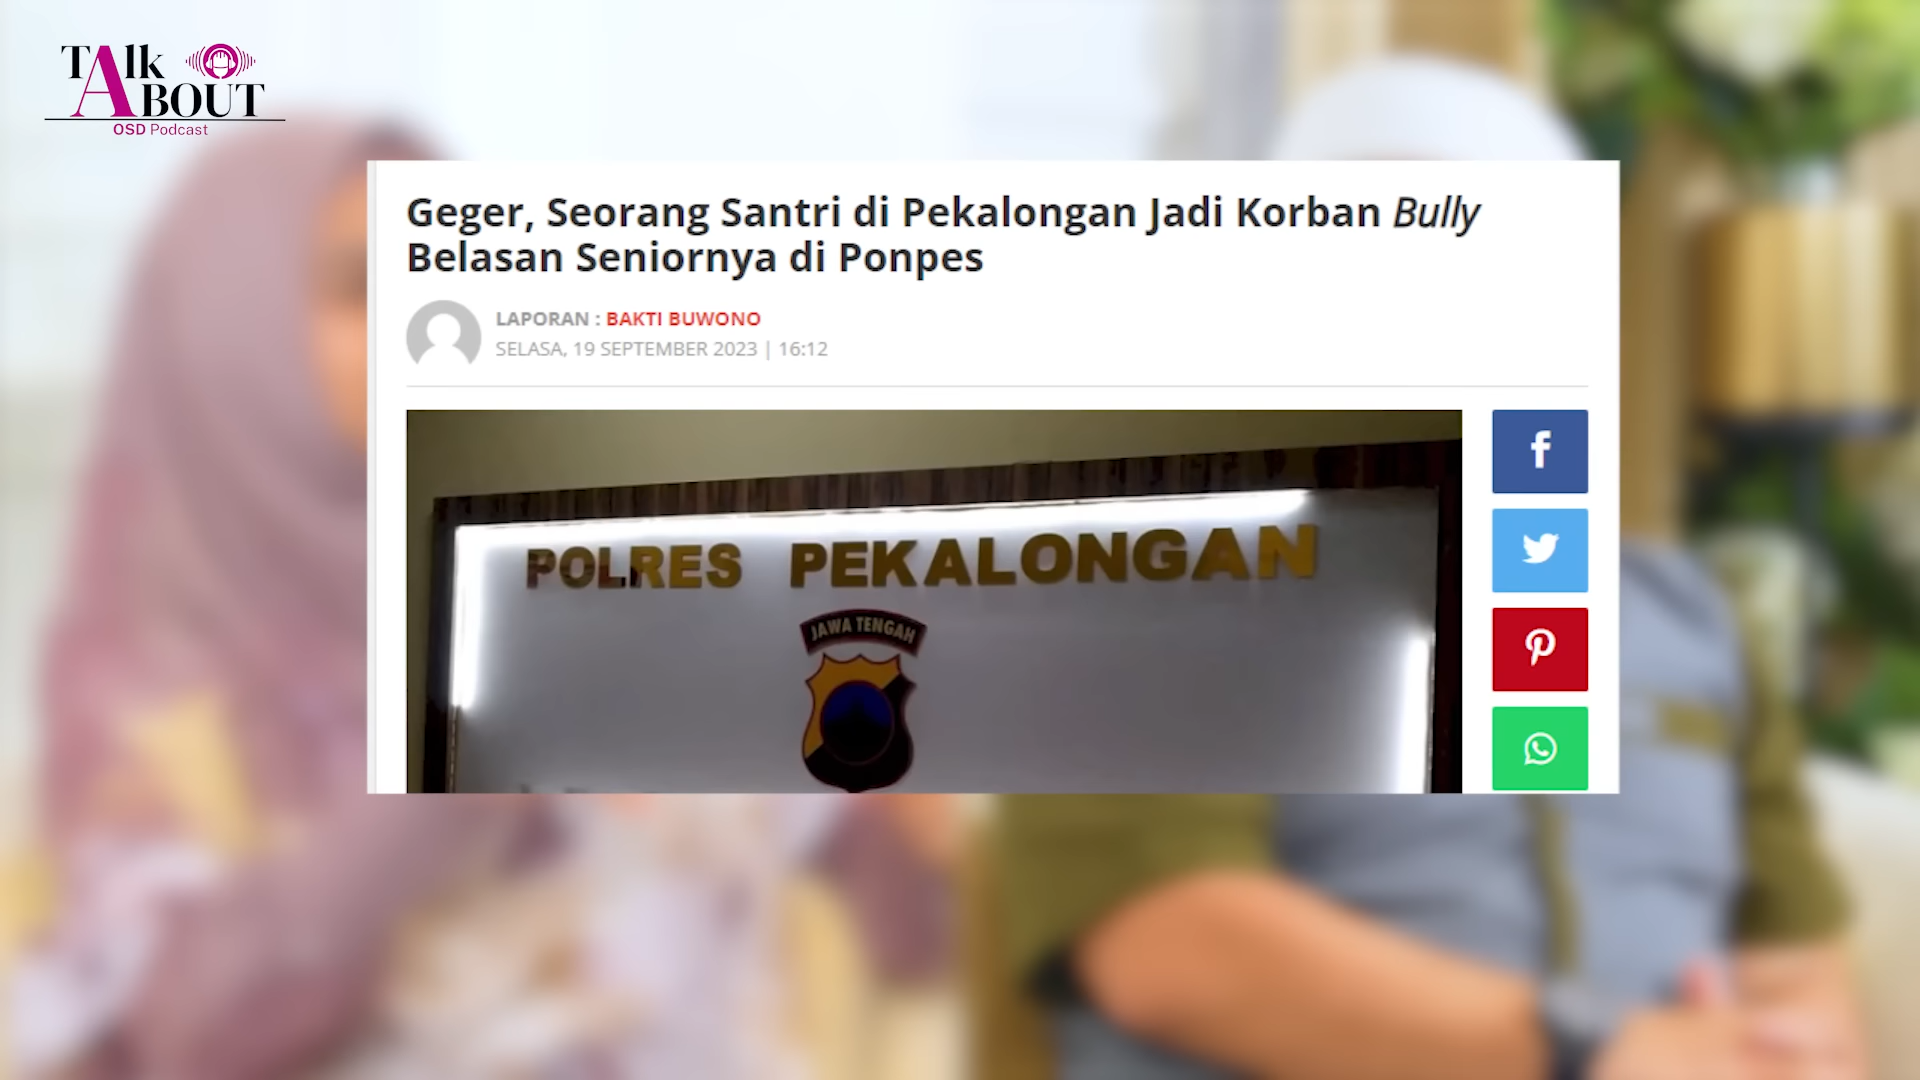 TAlk
ABOUT
OSD Podcast
Geger, Seorang Santri di Pekalongan Jadi Korban Bully
Belasan Seniornya di Ponpes
LAPORAN : BAKTI BUWONO
SELASA, 19 SEPTEMBER 2023 | 16:12
POLRES PEKALONGAN
JAWA TENGAH